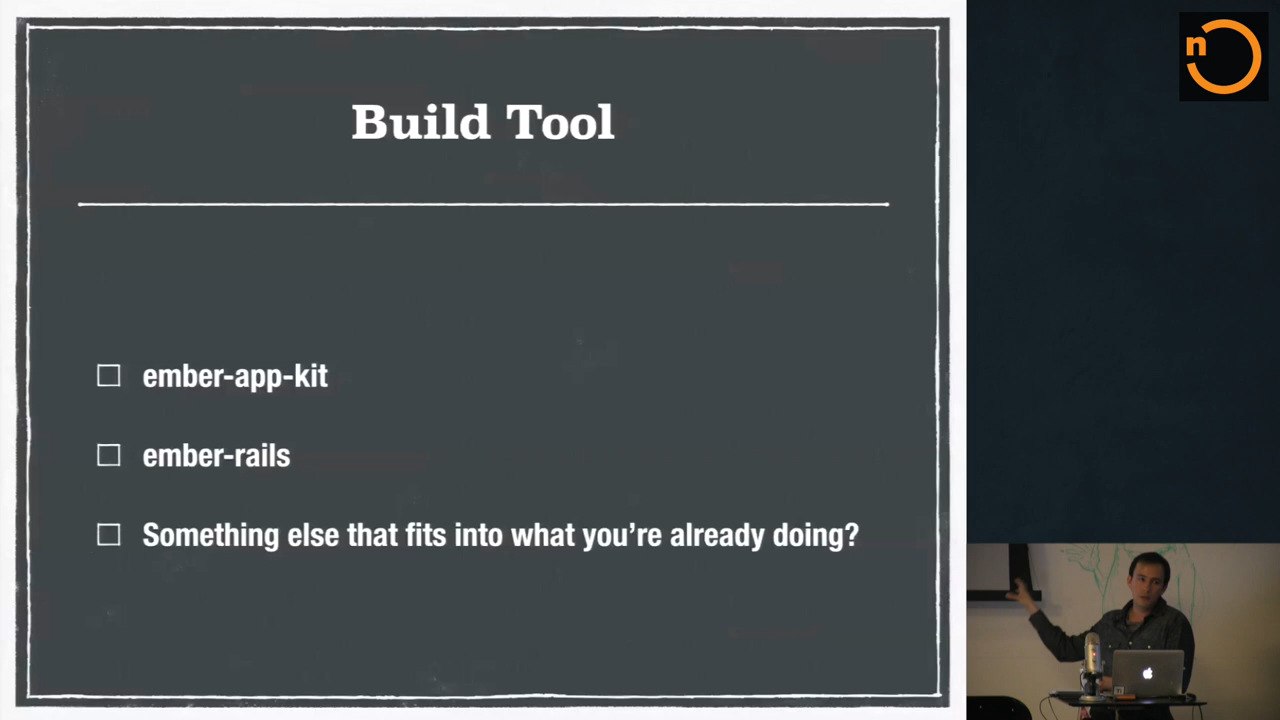 Build Tool
n
ember-app-kit
ember-rails
Something else that fits into what you're already doing?